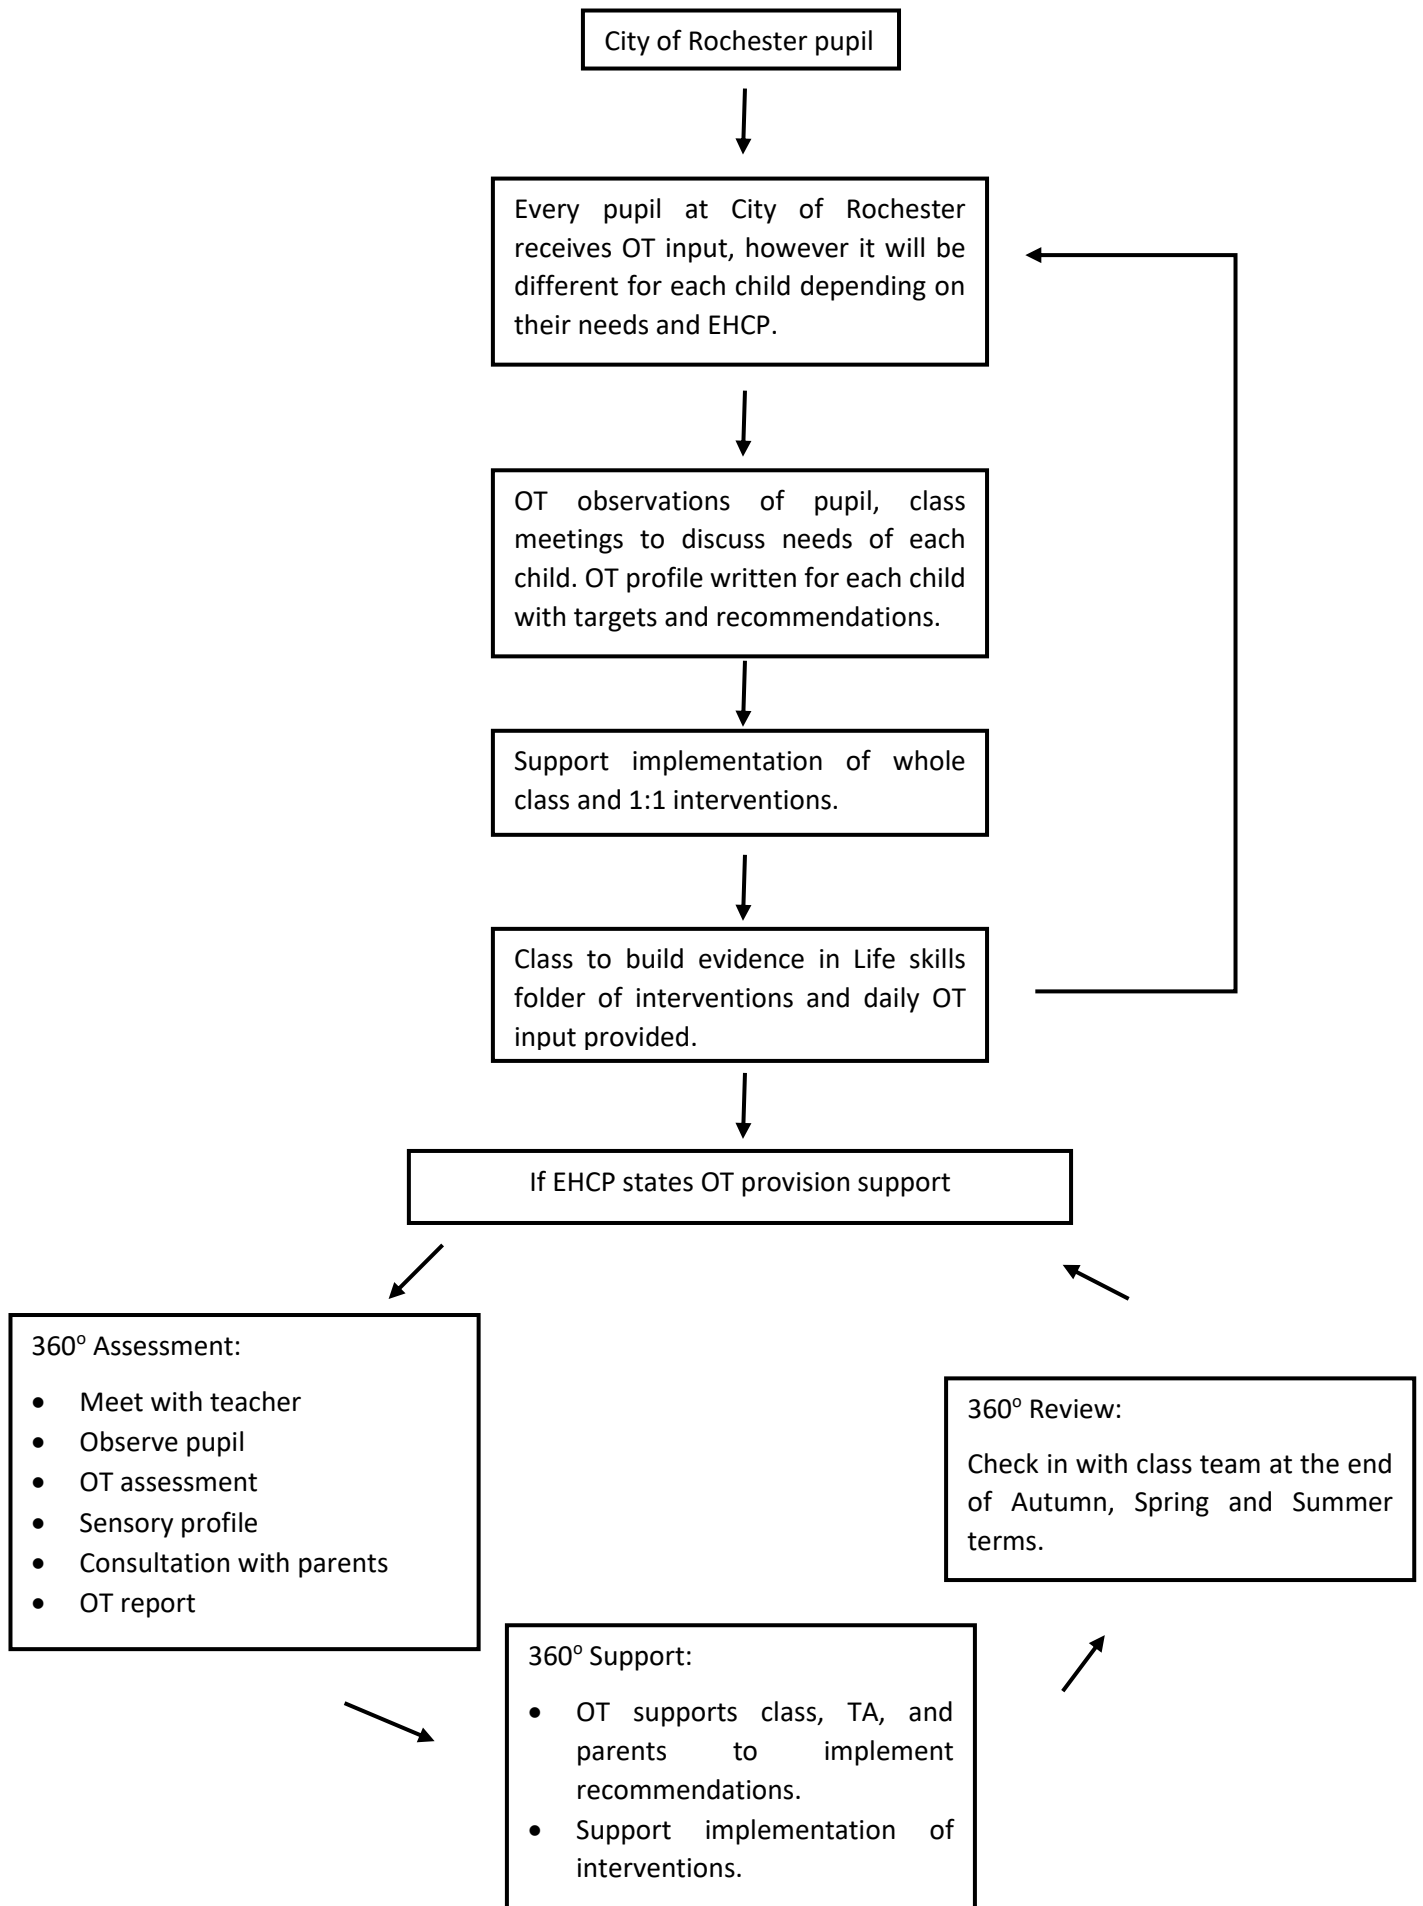 City of Rochester pupil
Every pupil at City of Rochester
receives OT input, however it will be
different for each child depending on
their needs and EHCP.
OT observations of pupil, class
meetings to discuss needs of each
child. OT profile written for each child
with targets and recommendations.
Support implementation of whole
class and 1:1 interventions.
Class to build evidence in Life skills
folder of interventions and daily OT
input provided.
If EHCP states OT provision support
360º Assessment:
• Meet with teacher
• Observe pupil
• OT assessment
• Sensory profile
• Consultation with parents
• OT report
360º Support:
• OT supports class, TA, and
parents to implement
recommendations.
• Support implementation of
interventions.
360º Review:
Check in with class team at the end
of Autumn, Spring and Summer
terms.